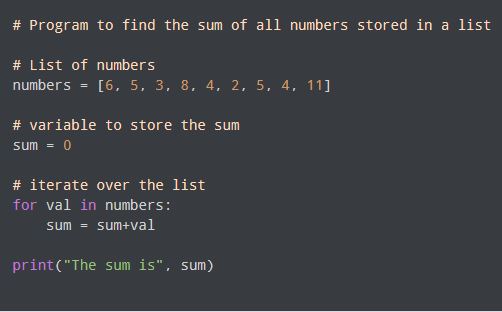 # Program to find the sum of all numbers stored in a list
# List of numbers
numbers = [6, 5, 3, 8, 4, 2, 5, 4, 11]
# variable to store the sum
sum = 0
# iterate over the list
for val in numbers:
    sum = sum+val
print("The sum is", sum)